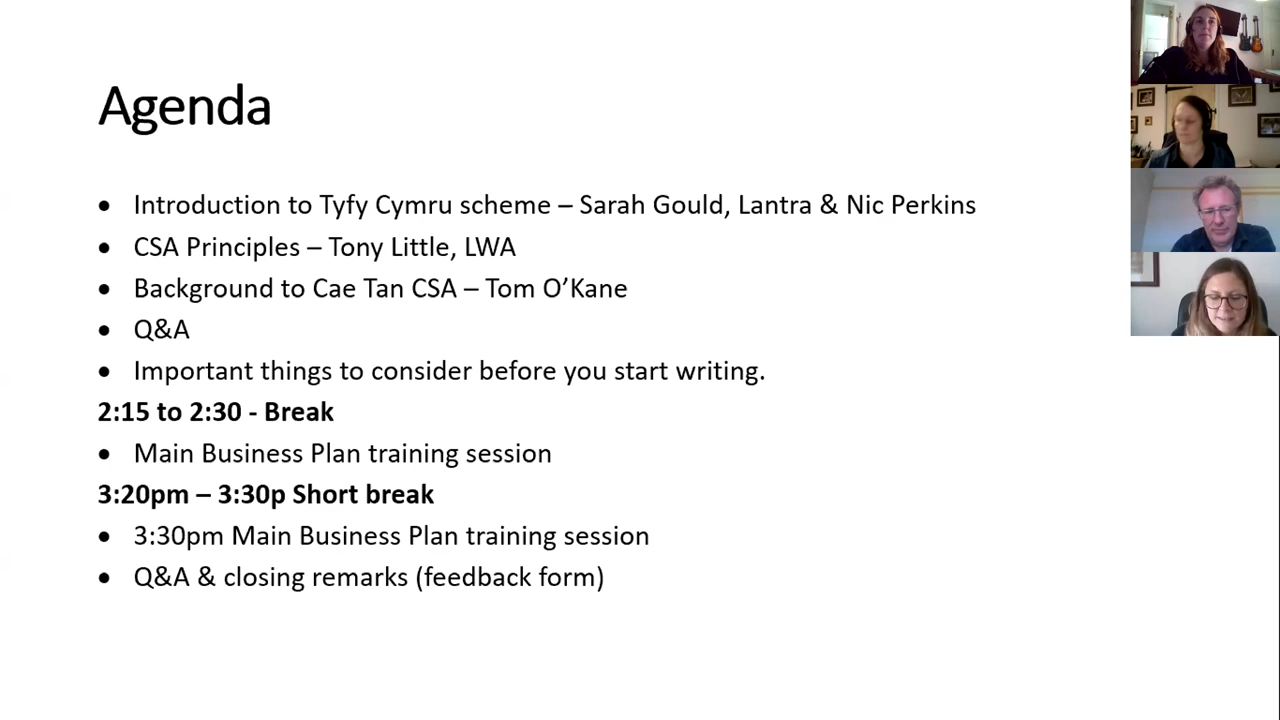 Agenda
• Introduction to Tyfy Cymru scheme – Sarah Gould, Lantra & Nic Perkins
• CSA Principles – Tony Little, LWA
• Background to Cae Tan CSA – Tom O’Kane
• Q&A
• Important things to consider before you start writing.
2:15 to 2:30 - Break
• Main Business Plan training session
3:20pm – 3:30p Short break
• 3:30pm Main Business Plan training session
• Q&A & closing remarks (feedback form)